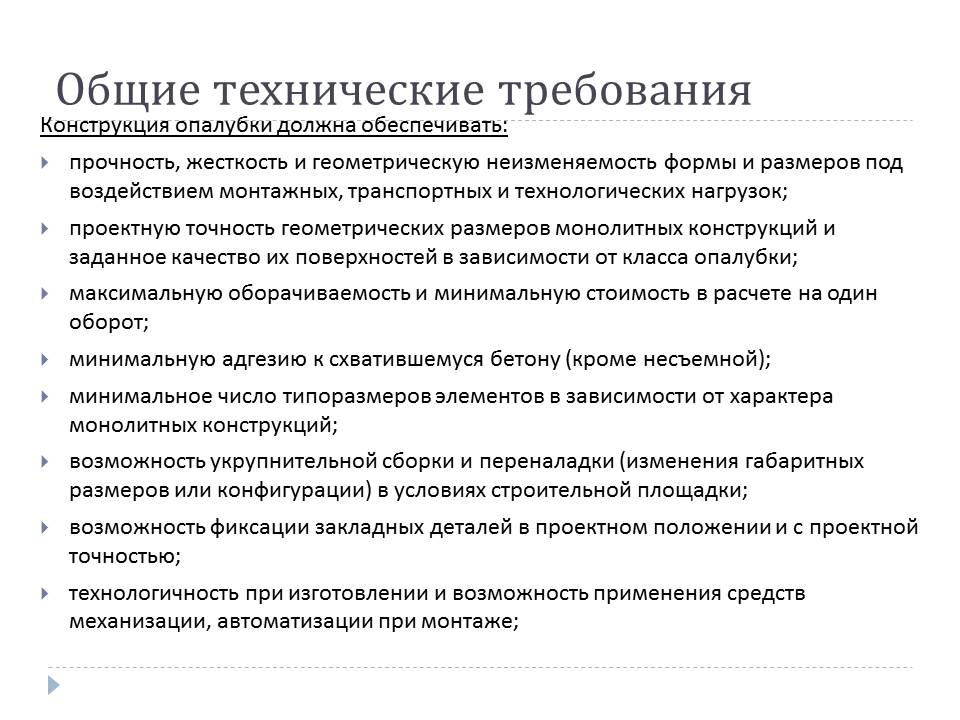 Общие технические требования
Конструкция опалубки должна обеспечивать:
прочность, жесткость и геометрическую неизменяемость формы и размеров под
воздействием монтажных, транспортных и технологических нагрузок;
проектную точность геометрических размеров монолитных конструкций и
заданное качество их поверхностей в зависимости от класса опалубки;
максимальную оборачиваемость и минимальную стоимость в расчете на один
оборот;
минимальную адгезию к схватившемуся бетону (кроме несъемной);
минимальное число типоразмеров элементов в зависимости от характера
монолитных конструкций;
возможность укрупнительной сборки и переналадки (изменения габаритных
размеров или конфигурации) в условиях строительной площадки;
возможность фиксации закладных деталей в проектном положении и с проектной
точностью;
технологичность при изготовлении и возможность применения средств
механизации, автоматизации при монтаже;